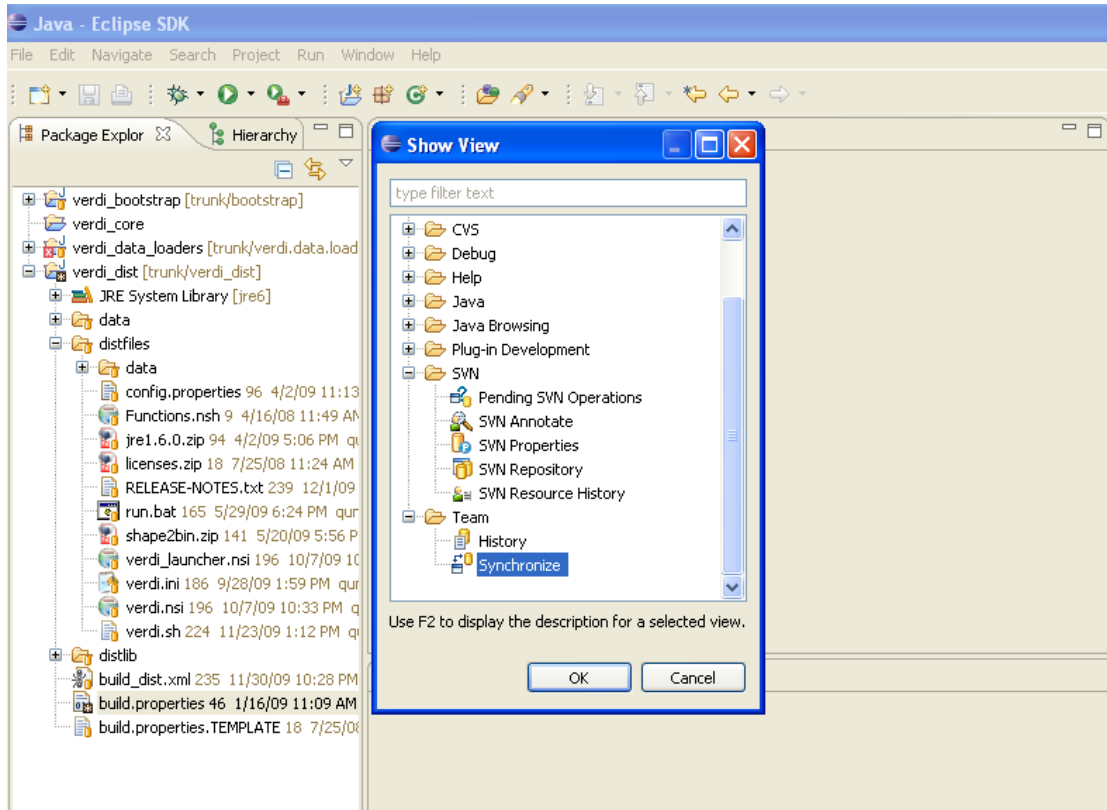 Java - Eclipse SDK
File Edit Navigate Search Project Run Window Help
Package Explor
Hierarchy
verdi_bootstrap [trunk/bootstrap]
verdi_core
verdi_data_loaders [trunk/verdi.data.load
verdi_dist [trunk/verdi_dist]
JRE System Library [jre6]
data
distfiles
data
config.properties 96 4/2/09 11:13
Functions.nsh 9 4/16/08 11:49 AM
jre1.6.0.zip 94 4/2/09 5:06 PM qu
licenses.zip 18 7/25/08 11:24 AM
RELEASE-NOTES.txt 239 12/1/09
run.bat 165 5/29/09 6:24 PM qun
shape2bin.zip 141 5/20/09 5:56 P
verdi_launcher.nsi 196 10/7/09 10
verdi.ini 186 9/28/09 1:59 PM qun
verdi.nsi 196 10/7/09 10:33 PM q
verdi.sh 224 11/23/09 1:12 PM q
distlib
build_dist.xml 235 11/30/09 10:28 PM
build.properties 46 1/16/09 11:09 AM
build.properties.TEMPLATE 18 7/25/08
Show View
type filter text
CVS
Debug
Help
Java
Java Browsing
Plug-in Development
SVN
Pending SVN Operations
SVN Annotate
SVN Properties
SVN Repository
SVN Resource History
Team
History
Synchronize
Use F2 to display the description for a selected view.
OK Cancel